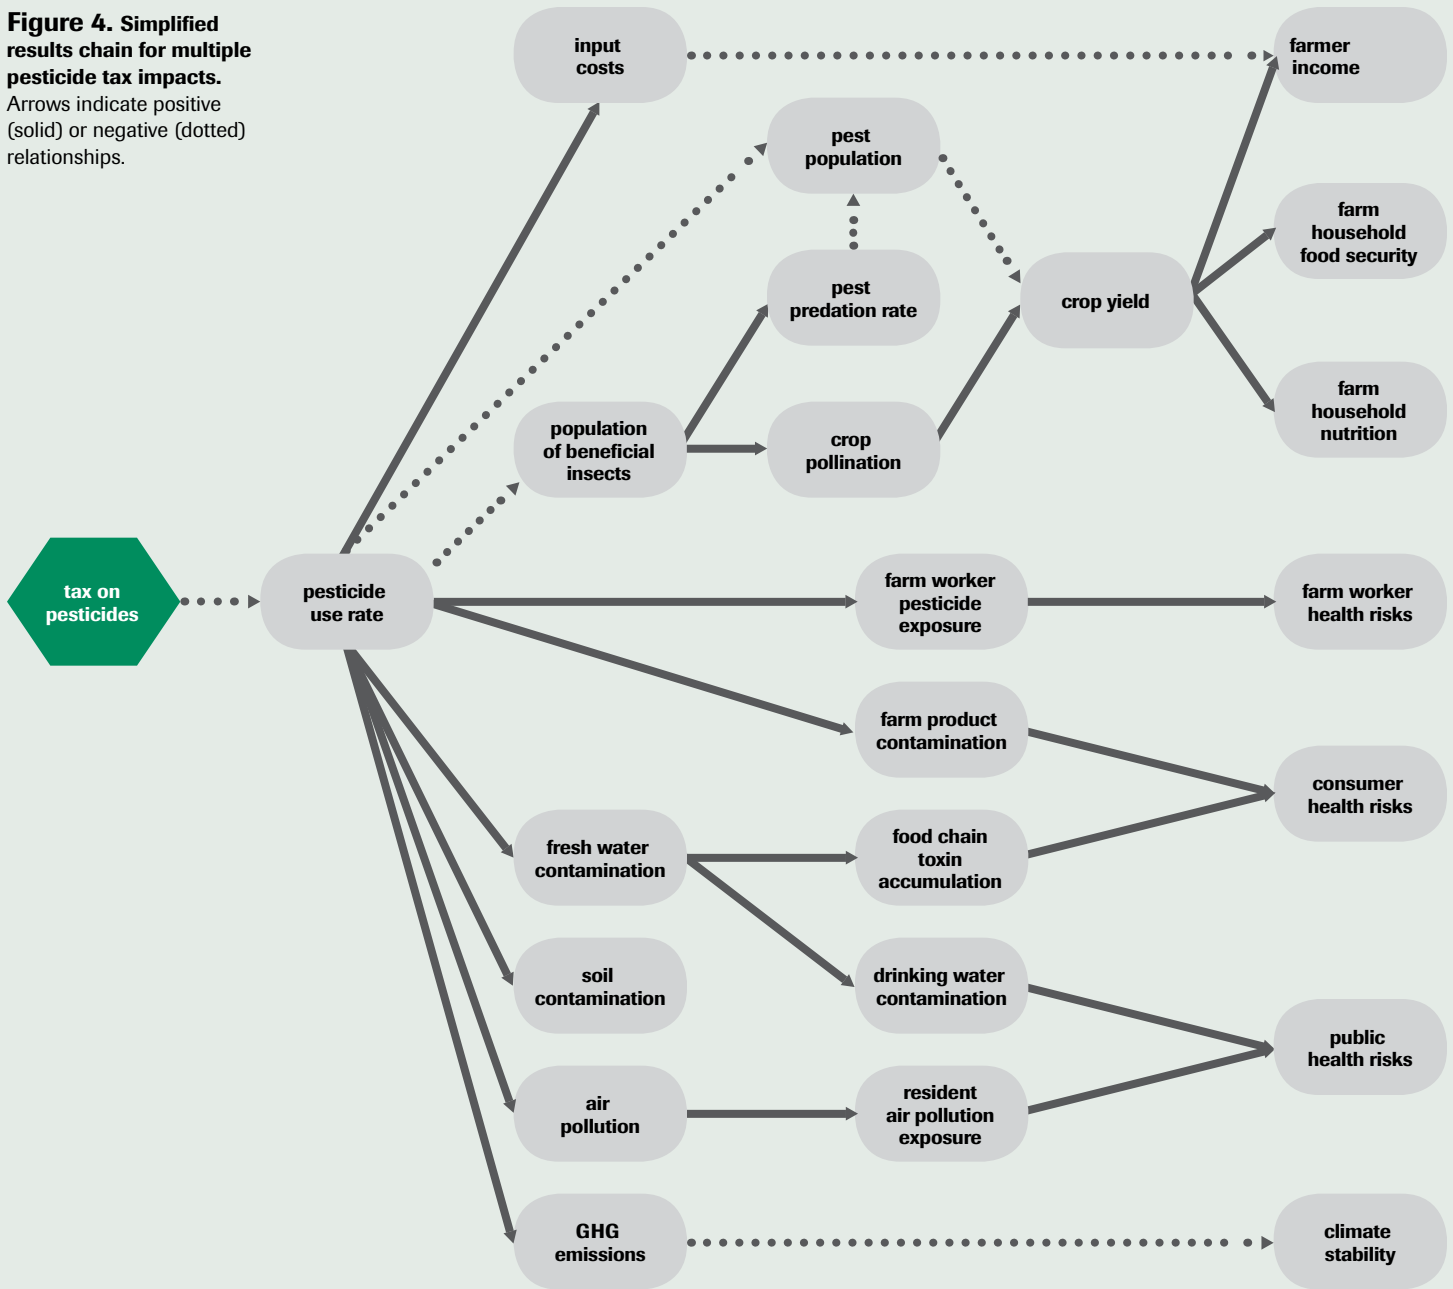 Figure 4. Simplified
results chain for multiple
pesticide tax impacts.
Arrows indicate positive
(solid) or negative (dotted)
relationships.
input
costs
farmer
income
pest
population
farm
household
food security
pest
predation rate
crop yield
farm
household
nutrition
population
of beneficial
insects
crop
pollination
tax on
pesticides
pesticide
use rate
farm worker
pesticide
exposure
farm worker
health risks
farm product
contamination
consumer
health risks
fresh water
contamination
food chain
toxin
accumulation
soil
contamination
drinking water
contamination
public
health risks
air
pollution
resident
air pollution
exposure
GHG
emissions
climate
stability